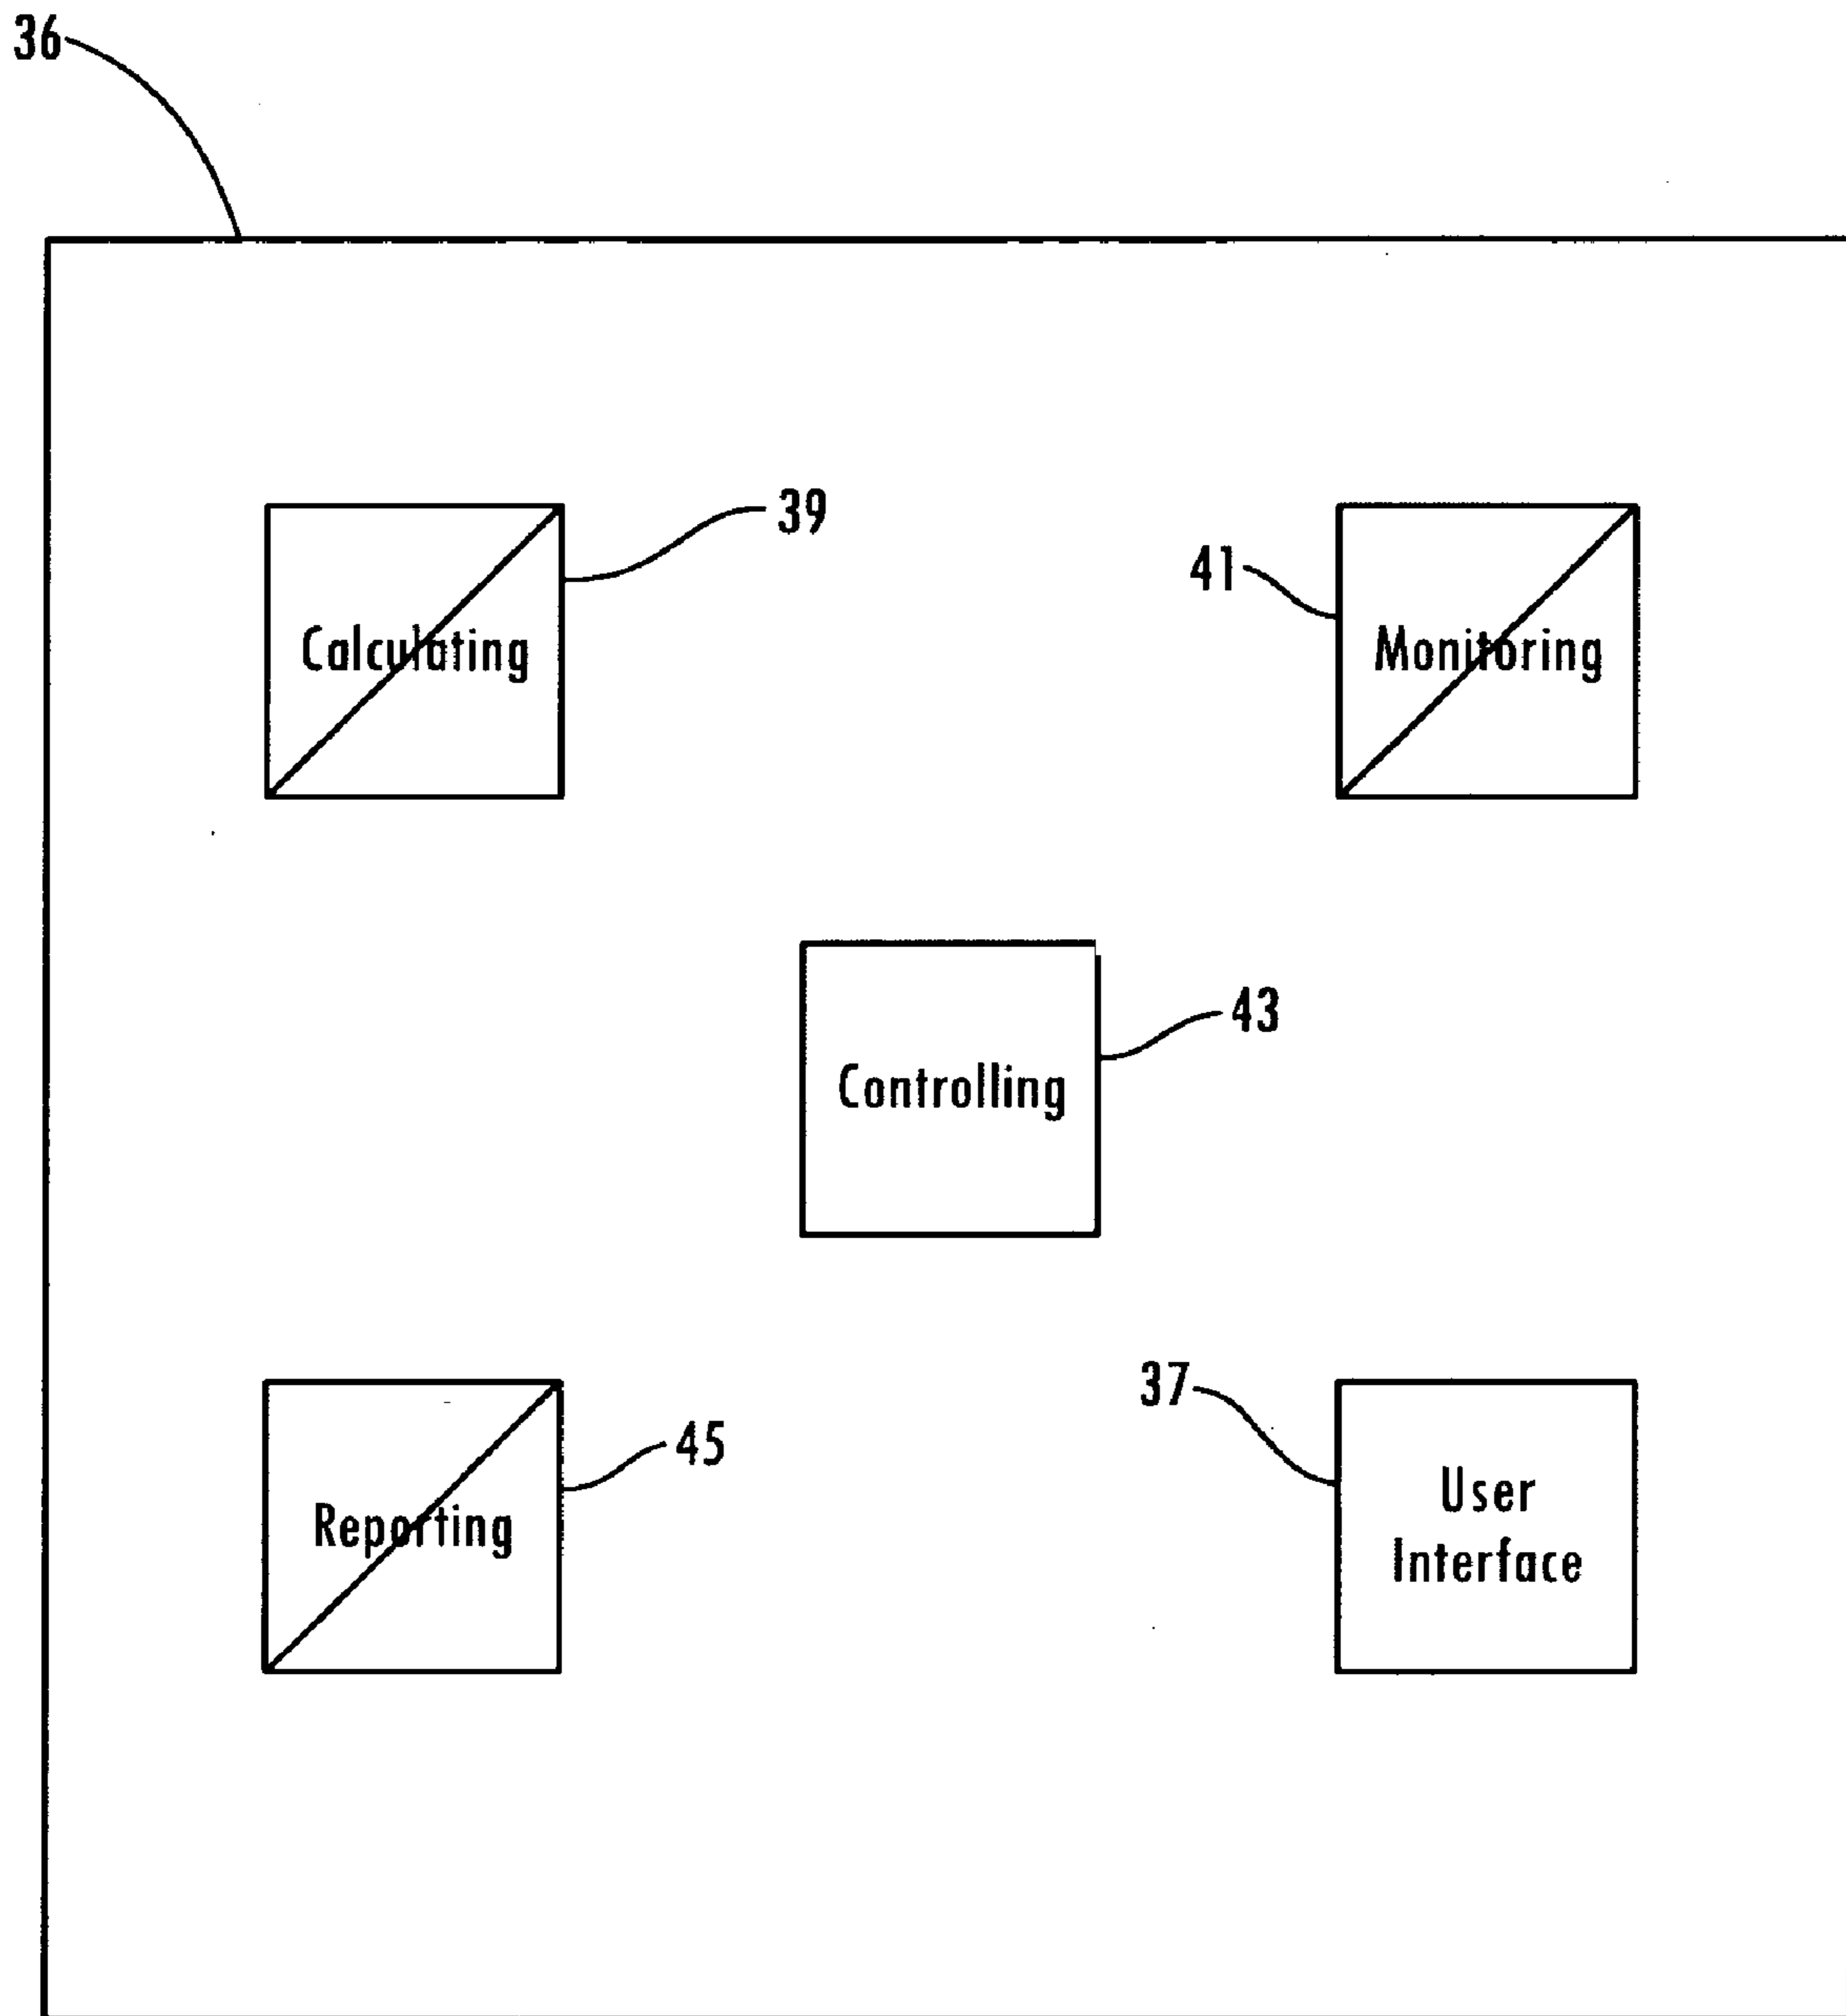 36
39
Calculating
41
Monitoring
43
Controlling
45
Reporting
37
User
Interface